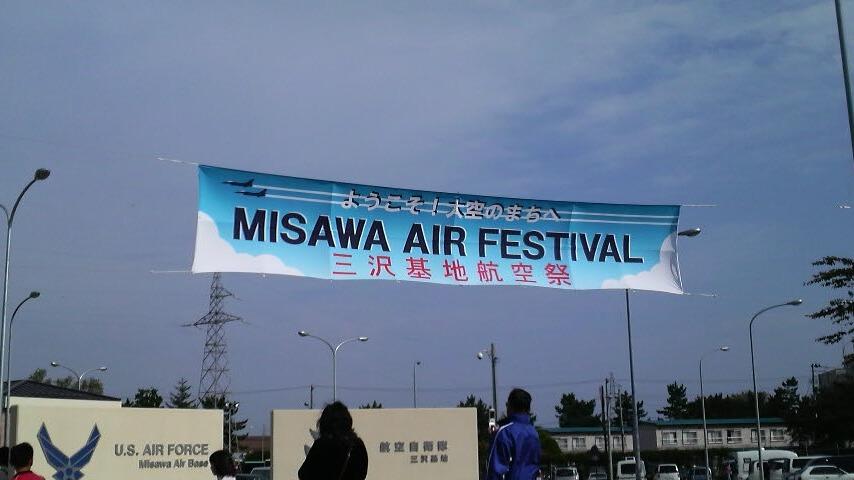 ようこそ！大空のまちへ
MISAWA AIR FESTIVAL
三沢基地航空祭
U.S. AIR FORCE
Misawa Air Base
航空自衛隊
三沢基地